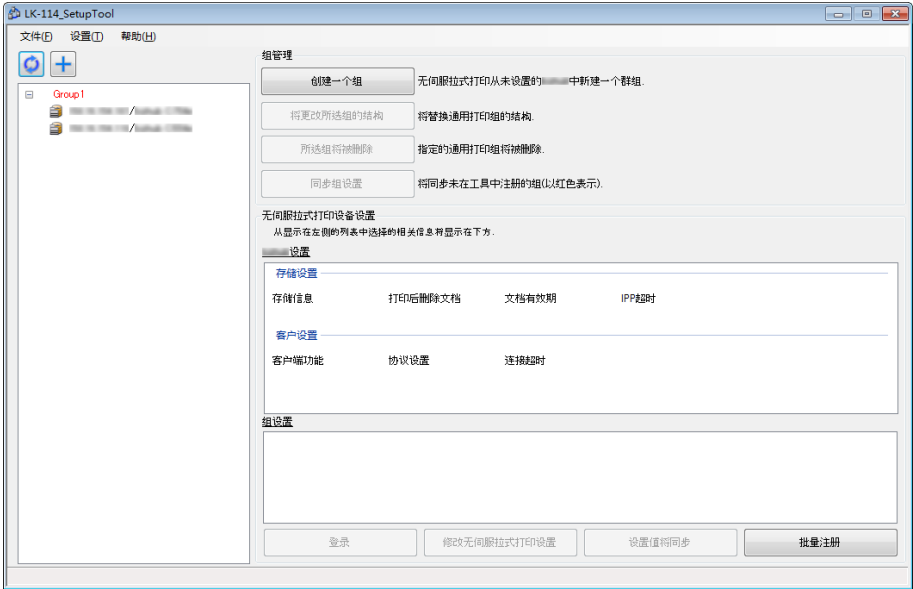 LK-114_SetupTool
文件(F) 设置(T) 帮助(H)
Group1
/
/
组管理
创建一个组 无伺服拉式打印从未设置的 中新建一个群组.
将更改所选组的结构 将替换通用打印组的结构.
所选组将被删除 指定的通用打印组将被删除.
同步组设置 将同步未在工具中注册的组(以红色表示).
无伺服拉式打印设备设置
从显示在左侧的列表中选择的相关信息将显示在下方.
设置
存储设置
存储信息 打印后删除文档 文档有效期 IPP超时
客户设置
客户端功能 协议设置 连接超时
组设置
登录 修改无伺服拉式打印设置 设置值将同步 批量注册